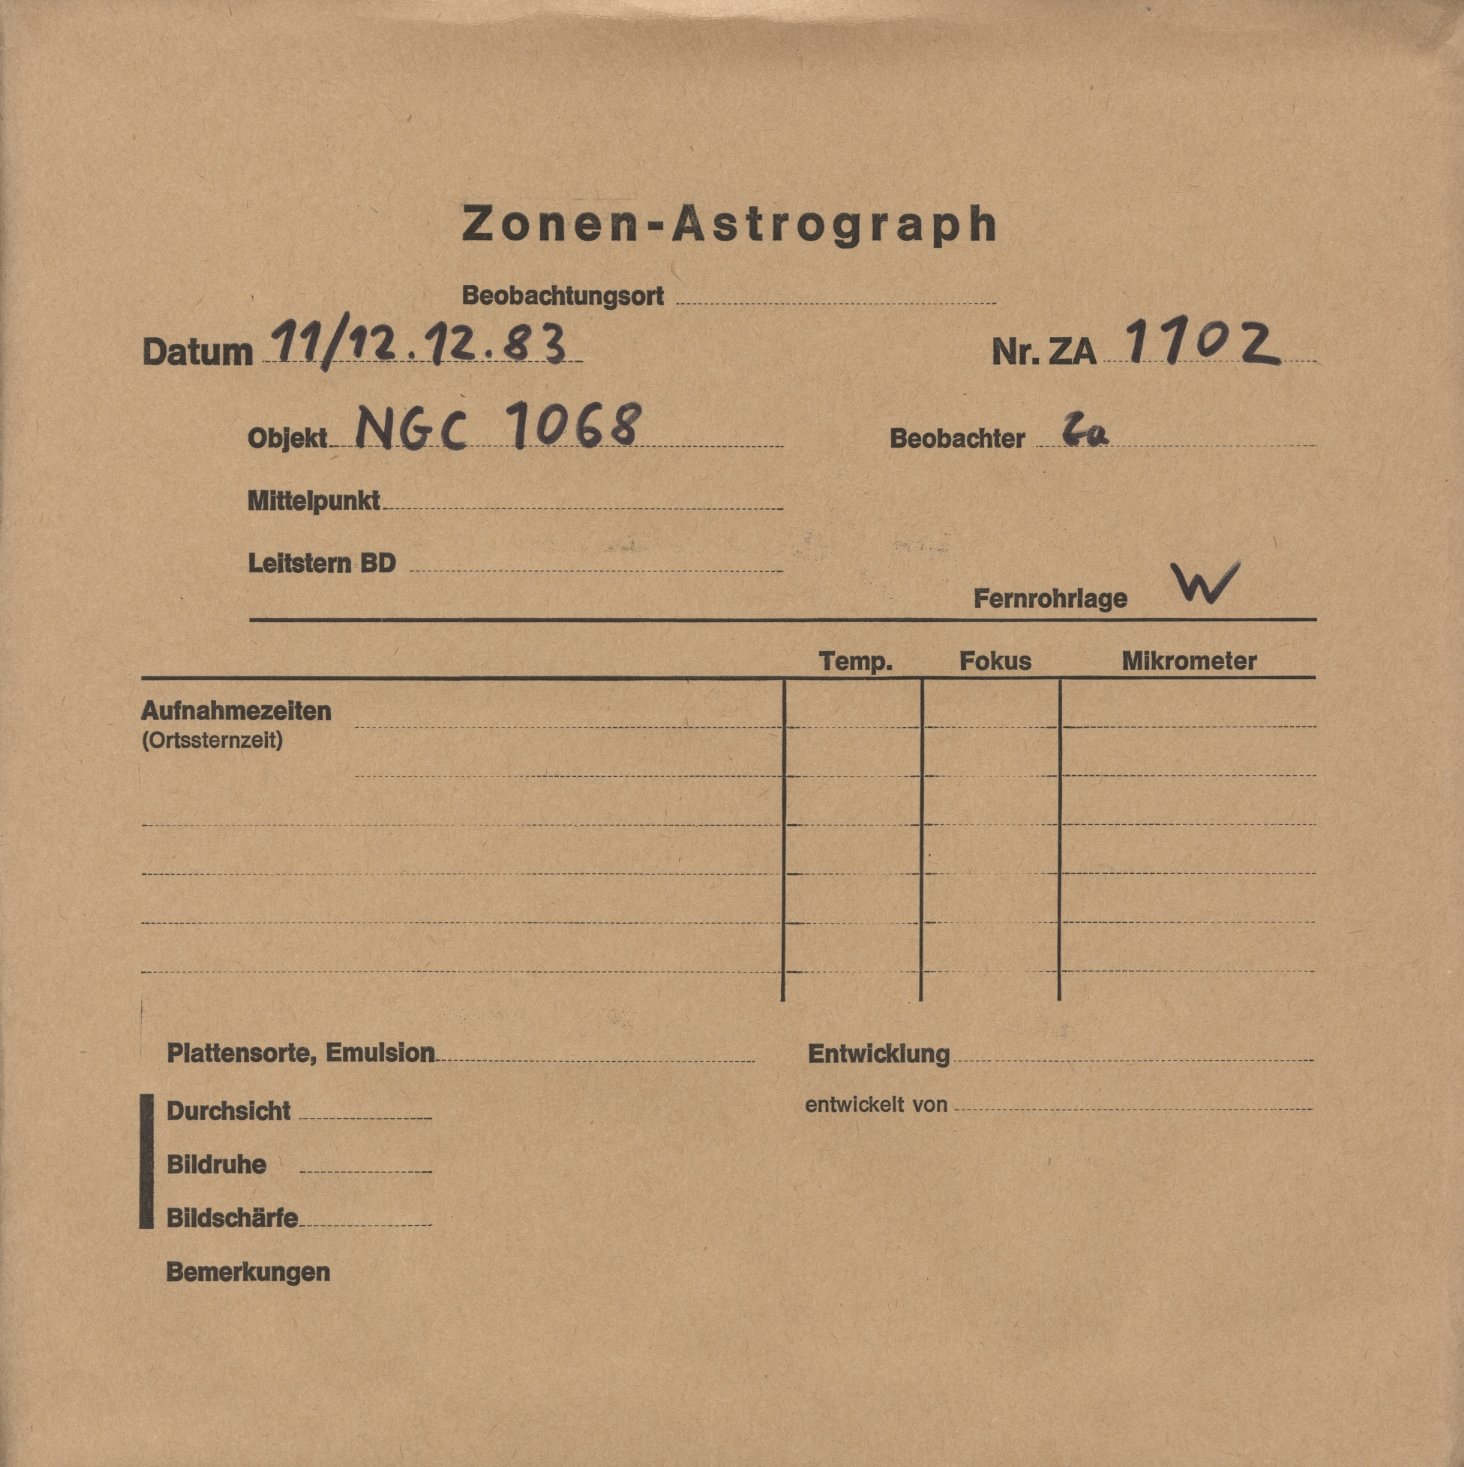 Zonen-Astrograph
Beobachtungsort
Datum 11/12.12.83 Nr. ZA 1102
Objekt NGC 1068 Beobachter
Mittelpunkt
Leitstern BD
Fernrohrlage W
Temp. Fokus Mikrometer
Aufnahmezeiten
(Ortssternzeit)
Plattensorte, Emulsion Entwicklung
Durchsicht entwickelt von
Bildruhe
Bildschärfe
Bemerkungen